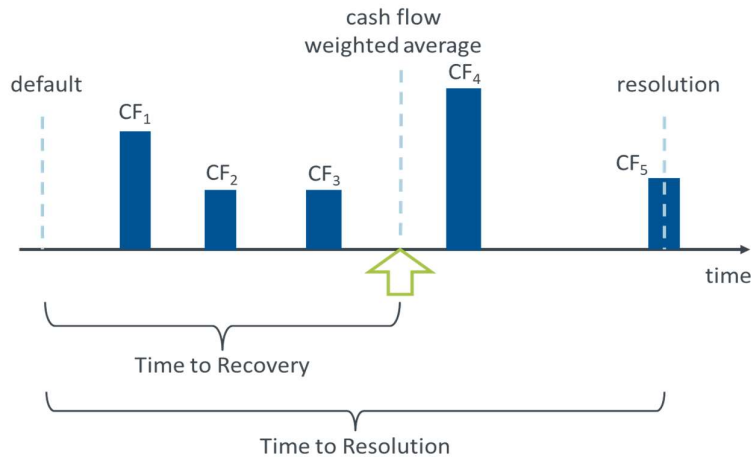 cash flow
weighted average
default
CF₄
resolution
CF₁
CF₂
CF₃
CF₅
time
Time to Recovery
Time to Resolution